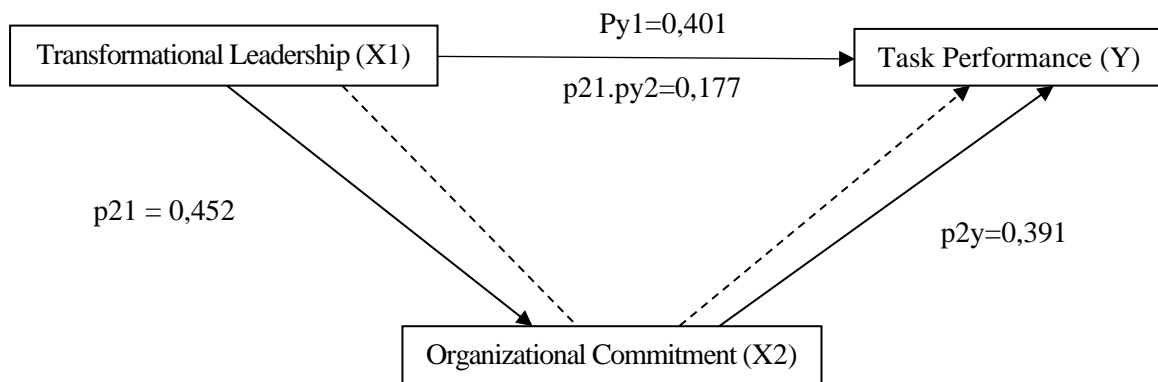 Py1=0,401
Transformational Leadership (X1)
Task Performance (Y)
p21.py2=0,177
p21 = 0,452
p2y=0,391
Organizational Commitment (X2)